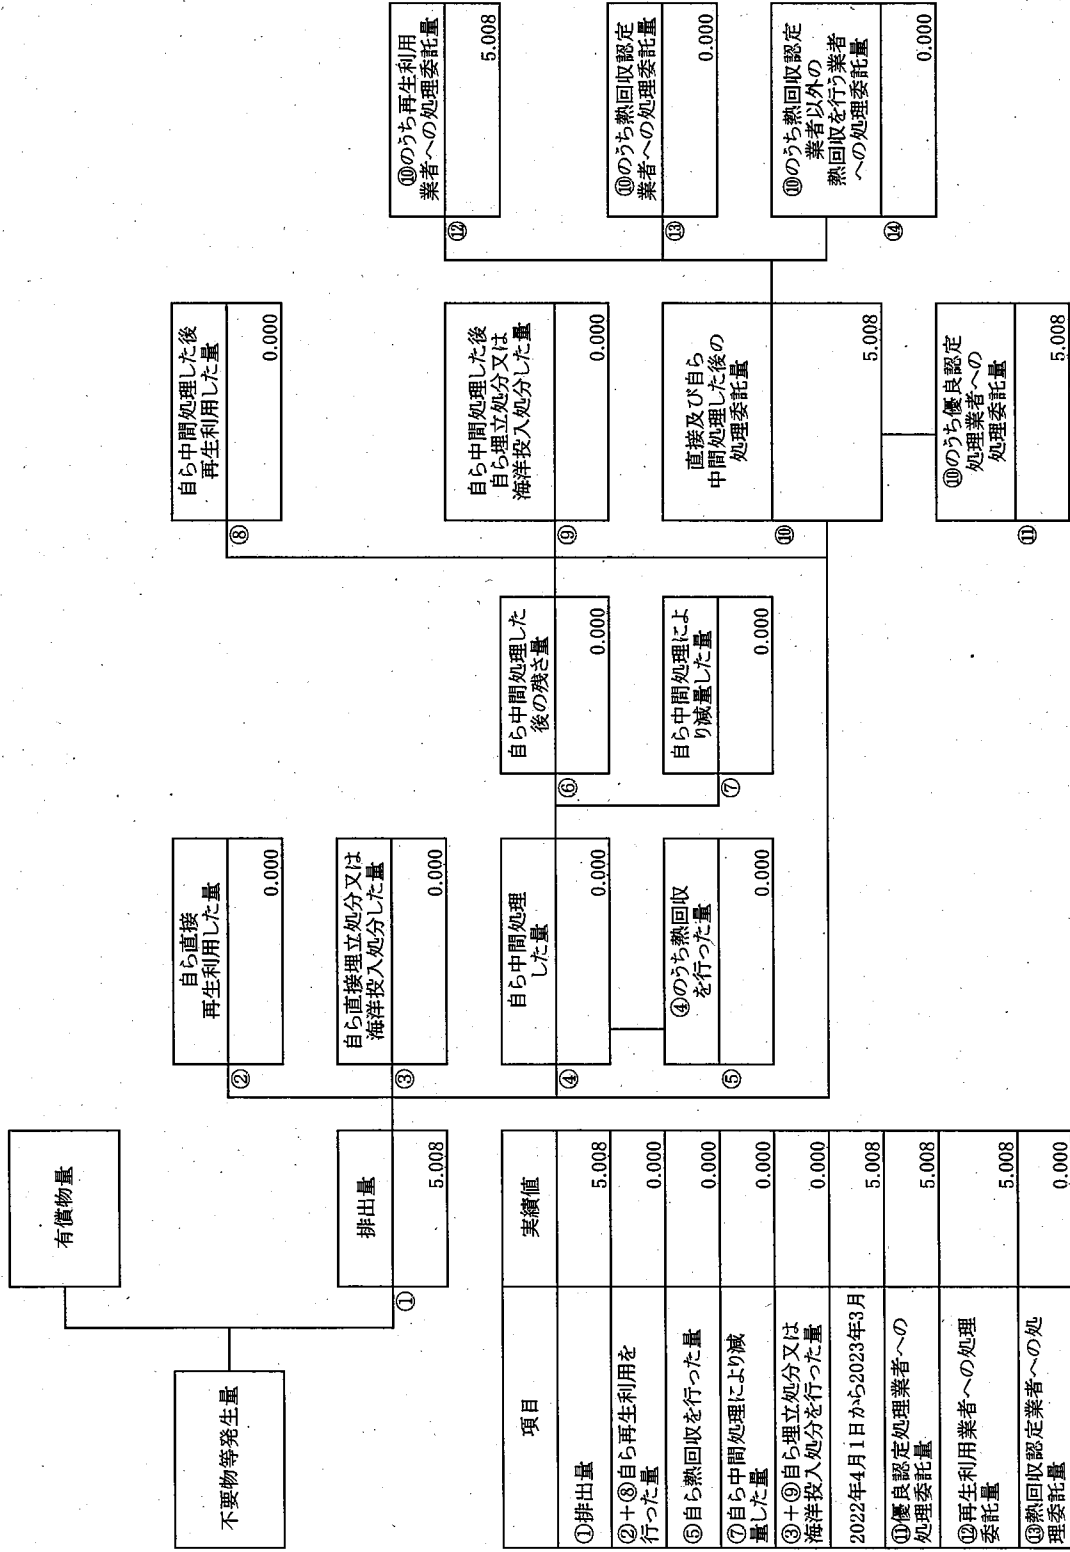 不要物等発生量
有償物量
①
排出量
5.008
②
自ら直接
再生利用した量
0.000
③
自ら直接埋立処分又は
海洋投入処分した量
0.000
④
自ら中間処理
した量
0.000
⑤
④のうち熱回収
を行った量
0.000
⑥
自ら中間処理した
後の残さ量
0.000
⑦
自ら中間処理によ
り減量した量
0.000
⑧
自ら中間処理した後
再生利用した量
0.000
⑨
自ら中間処理した後
自ら埋立処分又は
海洋投入処分した量
0.000
⑩
直接及び自ら
中間処理した後の
処理委託量
5.008
⑪
⑩のうち優良認定
処理業者への
処理委託量
5.008
⑫
⑩のうち再生利用
業者への処理委託量
5.008
⑬
⑩のうち熱回収認定
業者への処理委託量
0.000
⑭
⑩のうち熱回収認定
業者以外の
熱回収を行う業者
への処理委託量
0.000
項目 実績値
①排出量 5.008
②+⑧自ら再生利用を
行った量 0.000
⑤自ら熱回収を行った量 0.000
⑦自ら中間処理により減
量した量 0.000
③+⑨自ら埋立処分又は
海洋投入処分を行った量 0.000
2022年4月1日から2023年3月 5.008
⑪優良認定処理業者への
処理委託量 5.008
⑫再生利用業者への処理
委託量 5.008
⑬熱回収認定業者への処
理委託量 0.000